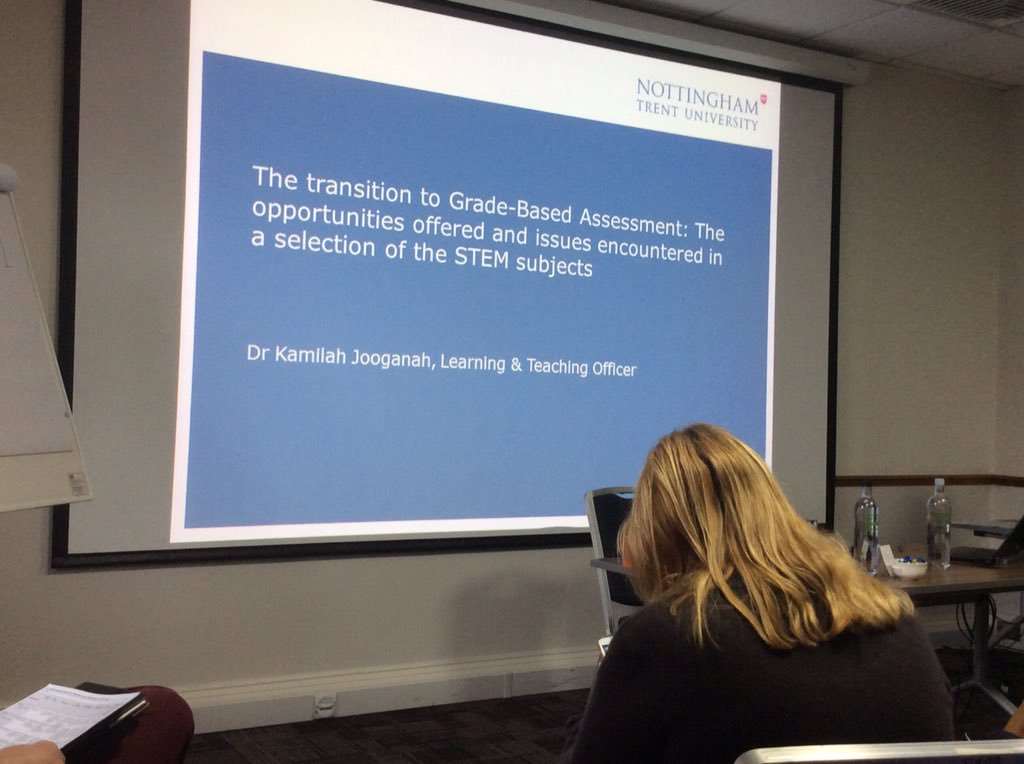 NOTTINGHAM
TRENT UNIVERSITY
The transition to Grade-Based Assessment: The
opportunities offered and issues encountered in
a selection of the STEM subjects
Dr Kamilah Jooganah, Learning & Teaching Officer